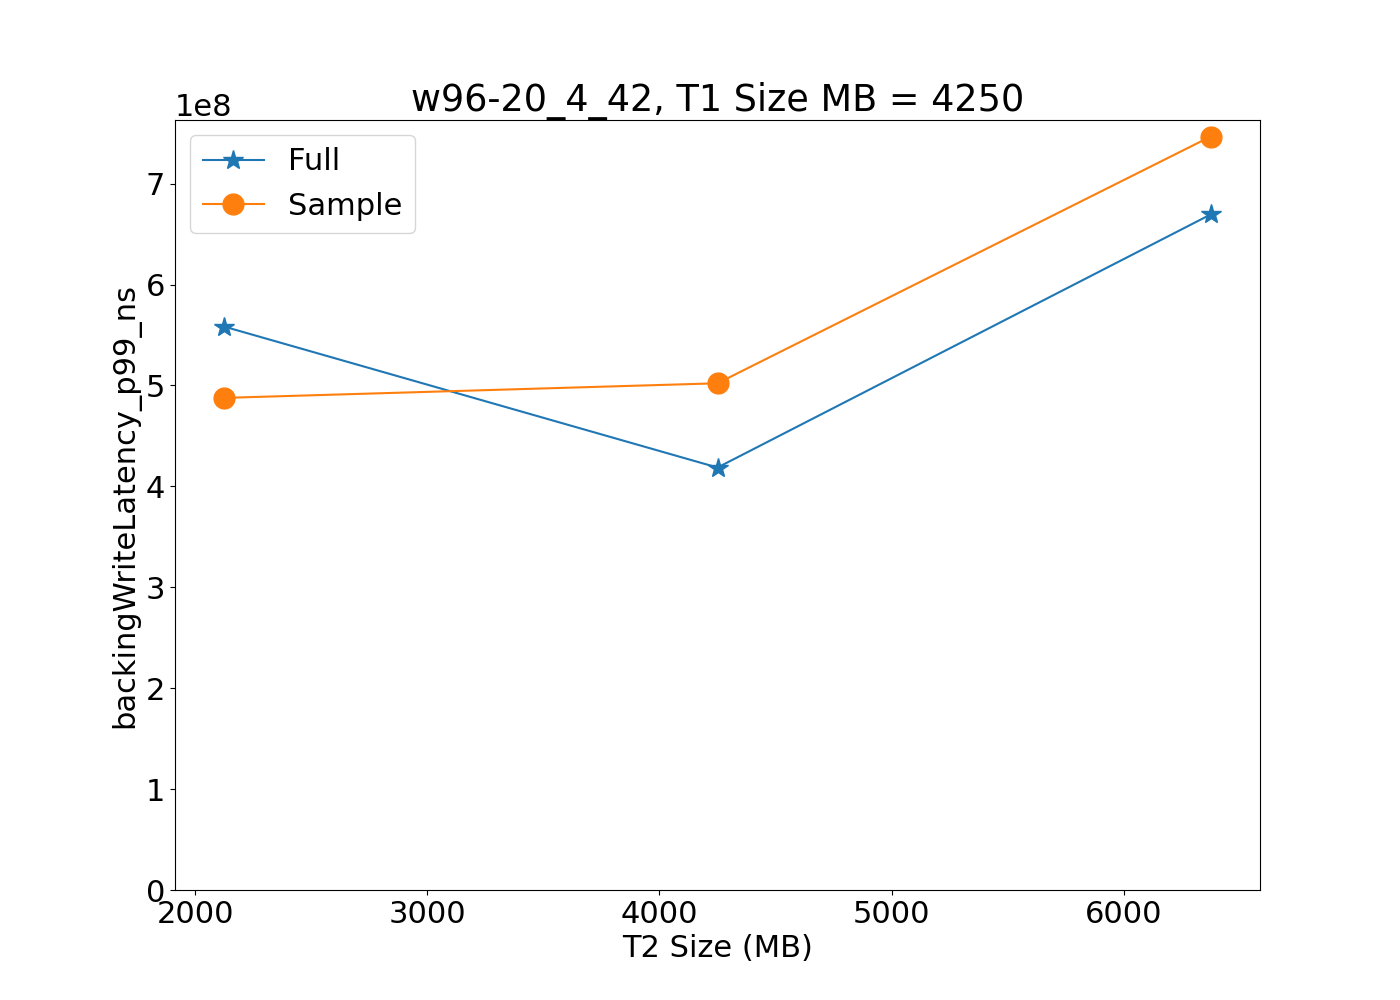 w96-20_4_42, T1 Size MB = 4250
1e8
Full
Sample
7
6
5
4
3
2
1
0
backingWriteLatency_p99_ns
2000 3000 4000 5000 6000
T2 Size (MB)